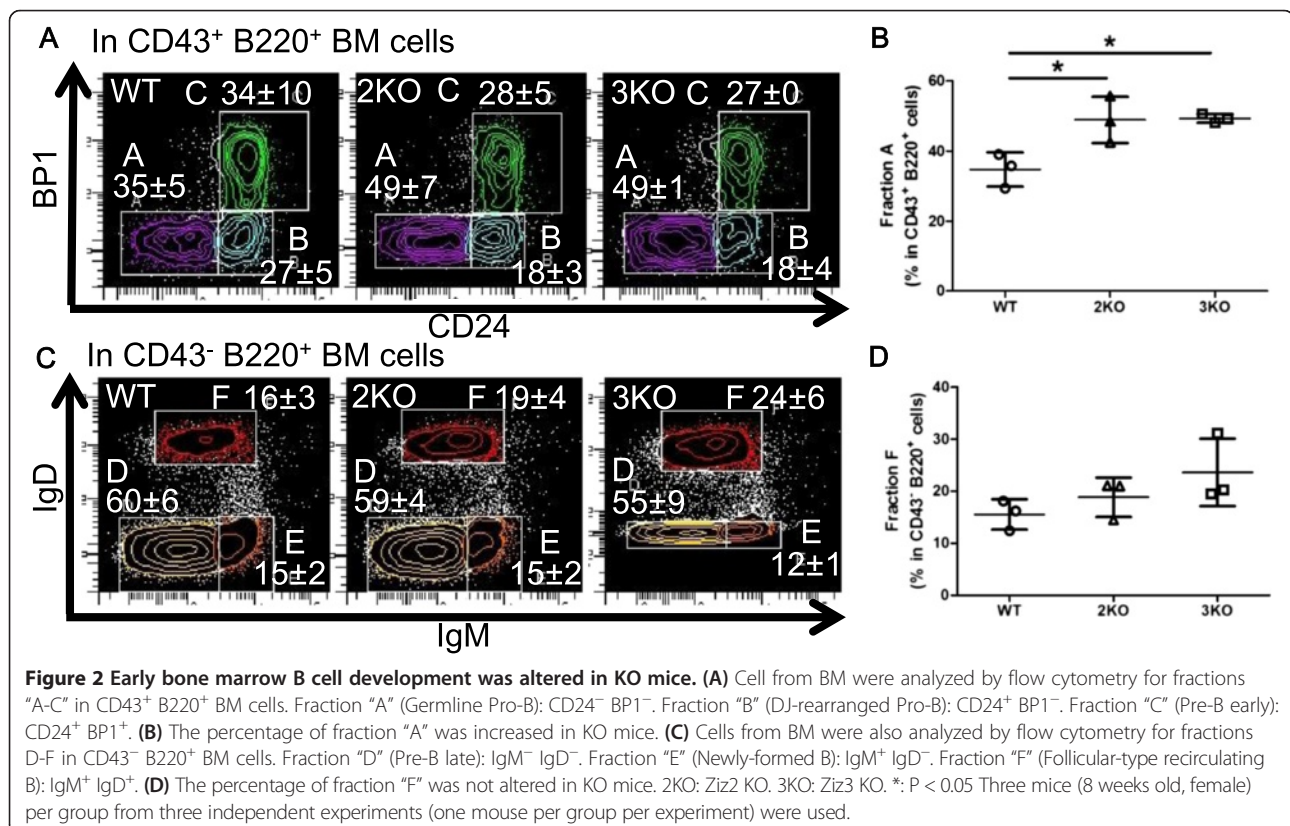 A In CD43⁺ B220⁺ BM cells
BP1
WT C 34±10
A
35±5
B
27±5
2KO C 28±5
A
49±7
B
18±3
3KO C 27±0
A
49±1
B
18±4
CD24
B
Fraction A
(% in CD43⁺ B220⁺ cells)
60
40
20
0
*
*
WT 2KO 3KO
C In CD43⁻ B220⁺ BM cells
IgD
WT F 16±3
D
60±6
E
15±2
2KO F 19±4
D
59±4
E
15±2
3KO F 24±6
D
55±9
E
12±1
IgM
D
Fraction F
(% in CD43⁻ B220⁺ cells)
40
30
20
10
0
WT 2KO 3KO
Figure 2 Early bone marrow B cell development was altered in KO mice. (A) Cell from BM were analyzed by flow cytometry for fractions
"A-C" in CD43⁺ B220⁺ BM cells. Fraction "A" (Germline Pro-B): CD24⁻ BP1⁻. Fraction "B" (DJ-rearranged Pro-B): CD24⁺ BP1⁻. Fraction "C" (Pre-B early):
CD24⁺ BP1⁺. (B) The percentage of fraction "A" was increased in KO mice. (C) Cells from BM were also analyzed by flow cytometry for fractions
D-F in CD43⁻ B220⁺ BM cells. Fraction "D" (Pre-B late): IgM⁻ IgD⁻. Fraction "E" (Newly-formed B): IgM⁺ IgD⁻. Fraction "F" (Follicular-type recirculating
B): IgM⁺ IgD⁺. (D) The percentage of fraction "F" was not altered in KO mice. 2KO: Ziz2 KO. 3KO: Ziz3 KO. *: P < 0.05 Three mice (8 weeks old, female)
per group from three independent experiments (one mouse per group per experiment) were used.